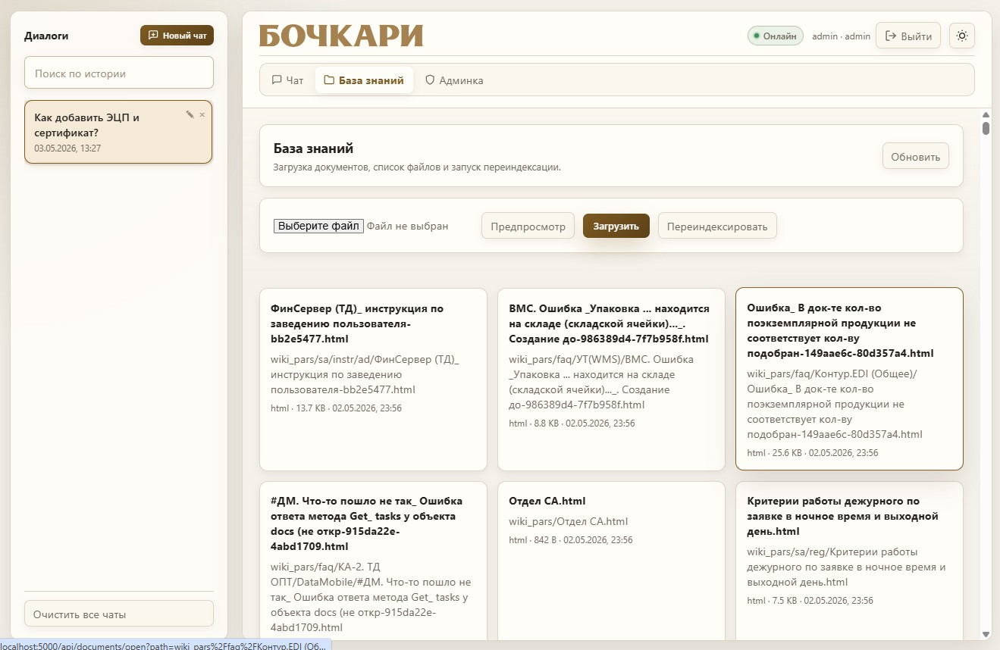 Диалоги
Новый чат
Поиск по истории
Как добавить ЭЦП и
сертификат?
03.05.2026, 13:27
Очистить все чаты
БОЧКАРИ
Онлайн
admin · admin
Выйти
Чат
База знаний
Админка
База знаний
Загрузка документов, список файлов и запуск переиндексации.
Обновить
Выберите файл Файл не выбран
Предпросмотр
Загрузить
Переиндексировать
ФинСервер (ТД)_ инструкция по
заведению пользователя-
bb2e5477.html
wiki_pars/sa/instr/ad/ФинСервер (ТД)_
инструкция по заведению
пользователя-bb2e5477.html
html · 13.7 KB · 02.05.2026, 23:56
ВМС. Ошибка _Упаковка ... находится
на складе (складской ячейки)..._.
Создание до-986389d4-7f7b958f.html
wiki_pars/faq/УТ(WMS)/ВМС. Ошибка
_Упаковка ... находится на складе
(складской ячейки)..._. Создание
до-986389d4-7f7b958f.html
html · 8.8 KB · 02.05.2026, 23:56
Ошибка_ В док-те кол-во
поэкземплярной продукции не
соответствует кол-ву
подобран-149aae6c-80d357a4.html
wiki_pars/faq/Контур.EDI (Общее)/
Ошибка_ В док-те кол-во
поэкземплярной продукции не
соответствует кол-ву
подобран-149aae6c-80d357a4.html
html · 25.6 KB · 02.05.2026, 23:56
#ДМ. Что-то пошло не так_ Ошибка
ответа метода Get_ tasks у объекта
docs (не откр-915da22e-
4abd1709.html
wiki_pars/faq/КА-2. ТД
ОПТ/DataMobile/#ДМ. Что-то пошло не
так_ Ошибка ответа метода Get_ tasks у
объекта docs (не откр-915da22e-
4abd1709.html
Отдел СА.html
wiki_pars/Отдел СА.html
html · 842 B · 02.05.2026, 23:56
Критерии работы дежурного по
заявке в ночное время и выходной
день.html
wiki_pars/sa/reg/Критерии работы
дежурного по заявке в ночное время и
выходной день.html
html · 7.5 KB · 02.05.2026, 23:56
localhost:5000/api/documents/open?path=wiki_pars%2Ffaq%2FКонтур.EDI (Об...